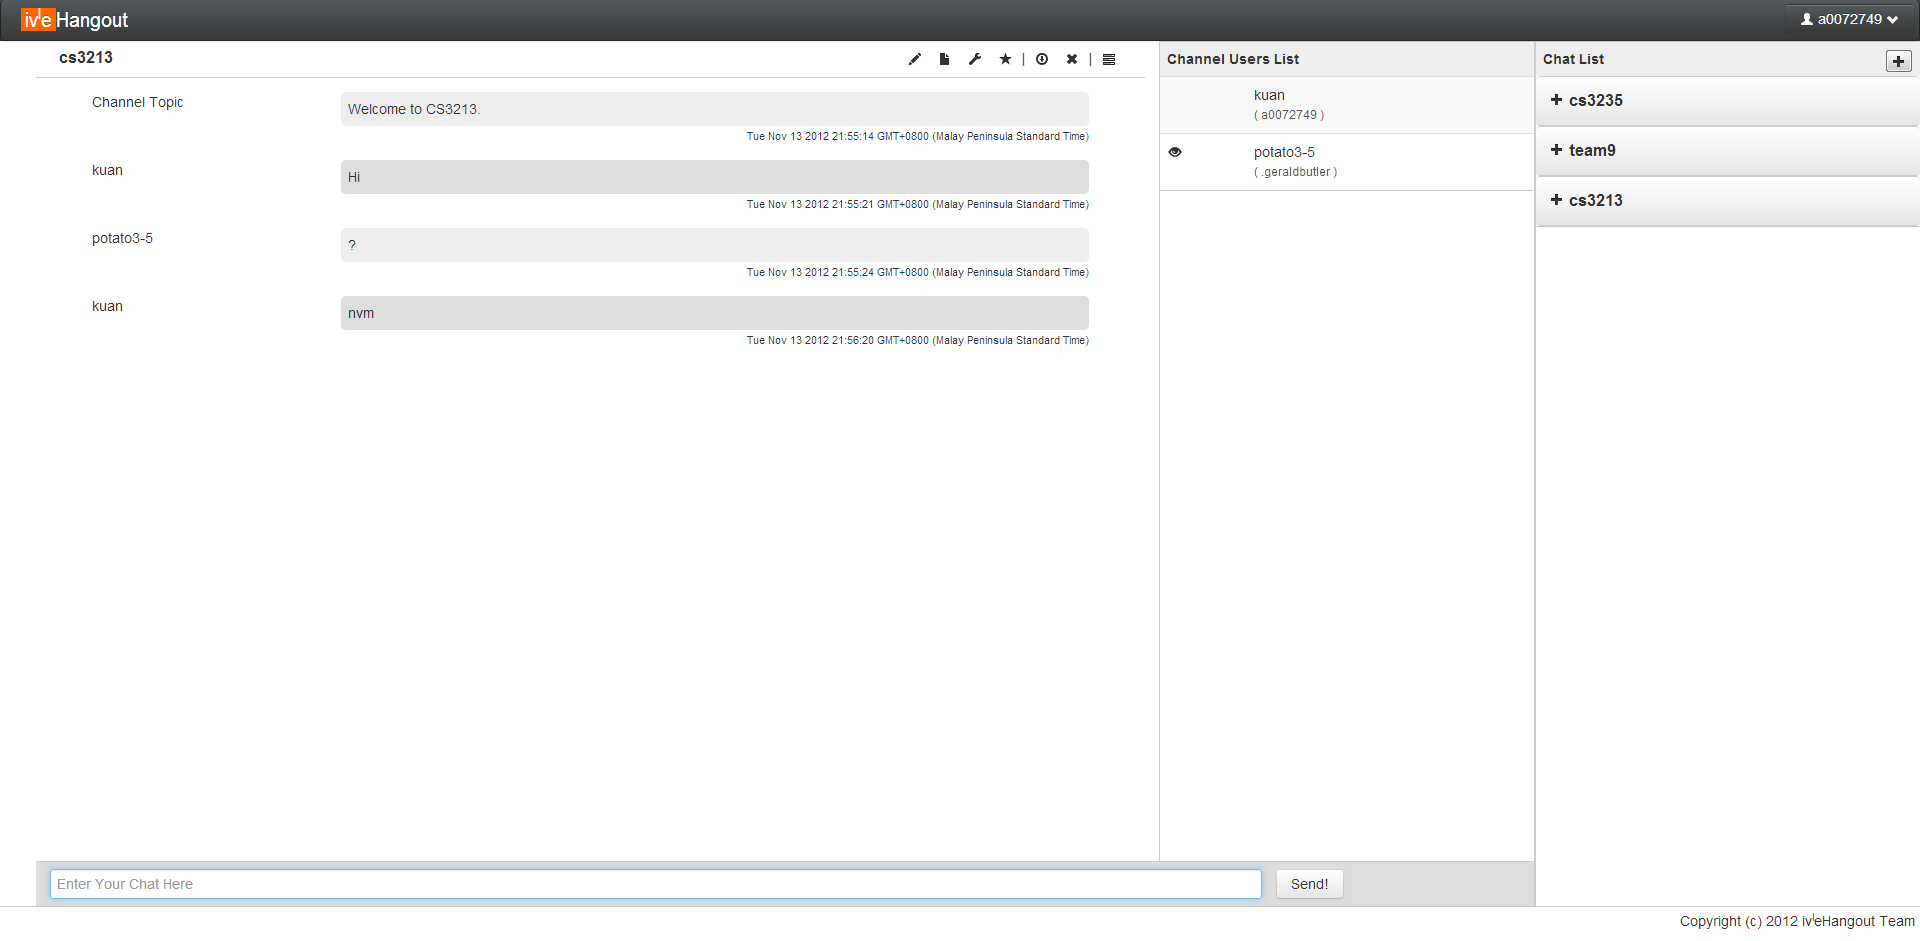 ivle Hangout
a0072749
cs3213
Channel Topic
Welcome to CS3213.
Tue Nov 13 2012 21:55:14 GMT+0800 (Malay Peninsula Standard Time)
kuan
Hi
Tue Nov 13 2012 21:55:21 GMT+0800 (Malay Peninsula Standard Time)
potato3-5
?
Tue Nov 13 2012 21:55:24 GMT+0800 (Malay Peninsula Standard Time)
kuan
nvm
Tue Nov 13 2012 21:56:20 GMT+0800 (Malay Peninsula Standard Time)
Enter Your Chat Here
Send!
Channel Users List
kuan
( a0072749 )
potato3-5
( .geraldbutler )
Chat List
cs3235
team9
cs3213
Copyright (c) 2012 ivleHangout Team